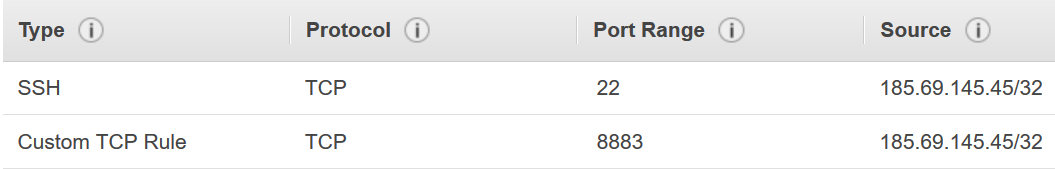 Type Protocol Port Range Source
SSH TCP 22 185.69.145.45/32
Custom TCP Rule TCP 8883 185.69.145.45/32